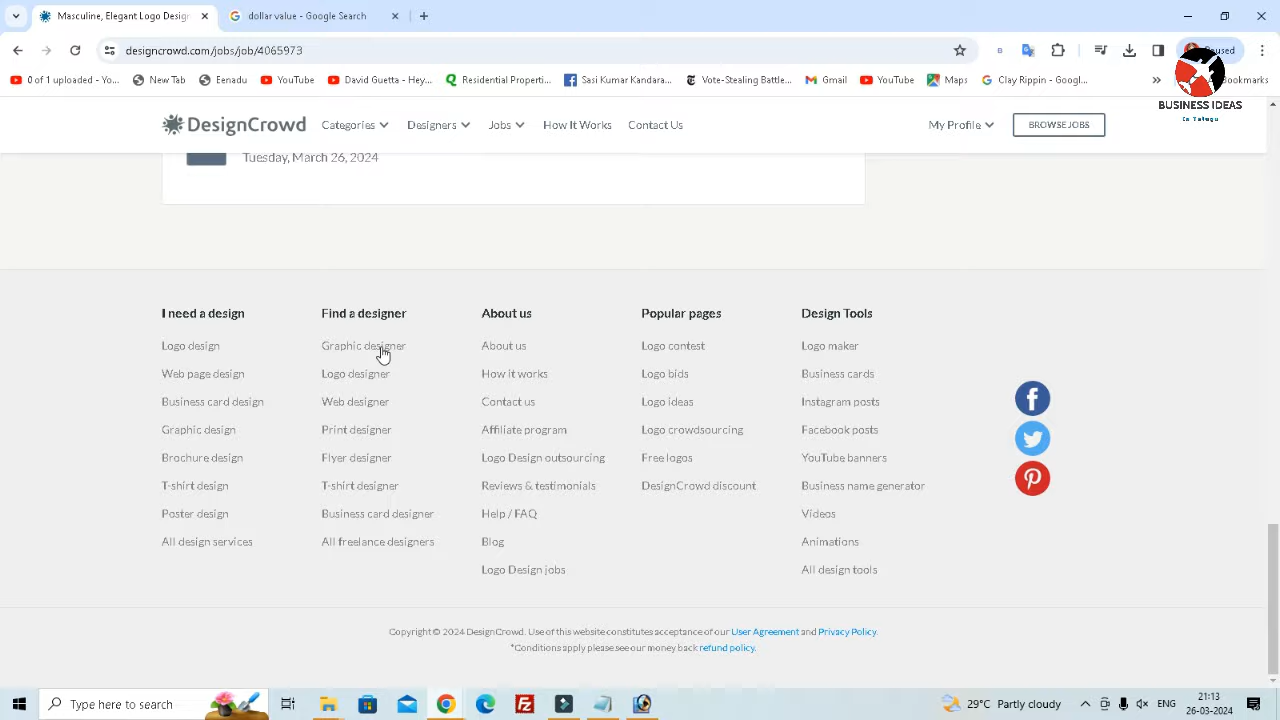 Masculine, Elegant Logo Desig
dollar value - Google Search
designcrowd.com/jobs/job/4065973
Paused
0 of 1 uploaded - Yo...
New Tab
Eenadu
YouTube
David Guetta - Hey...
Residential Properti...
Sasi Kumar Kandara...
Vote-Stealing Battle...
Gmail
YouTube
Maps
Clay Rippin - Googl...
Bookmarks
BUSINESS IDEAS
In Telugu
DesignCrowd
Categories
Designers
Jobs
How It Works
Contact Us
My Profile
BROWSE JOBS
Tuesday, March 26, 2024
I need a design
Logo design
Web page design
Business card design
Graphic design
Brochure design
T-shirt design
Poster design
All design services
Find a designer
Graphic designer
Logo designer
Web designer
Print designer
Flyer designer
T-shirt designer
Business card designer
All freelance designers
About us
About us
How it works
Contact us
Affiliate program
Logo Design outsourcing
Reviews & testimonials
Help / FAQ
Blog
Logo Design jobs
Popular pages
Logo contest
Logo bids
Logo ideas
Logo crowdsourcing
Free logos
DesignCrowd discount
Design Tools
Logo maker
Business cards
Instagram posts
Facebook posts
YouTube banners
Business name generator
Videos
Animations
All design tools
Copyright © 2024 DesignCrowd. Use of this website constitutes acceptance of our User Agreement and Privacy Policy.
*Conditions apply please see our money back refund policy.
Type here to search
29°C Partly cloudy
ENG
21:13
26-03-2024